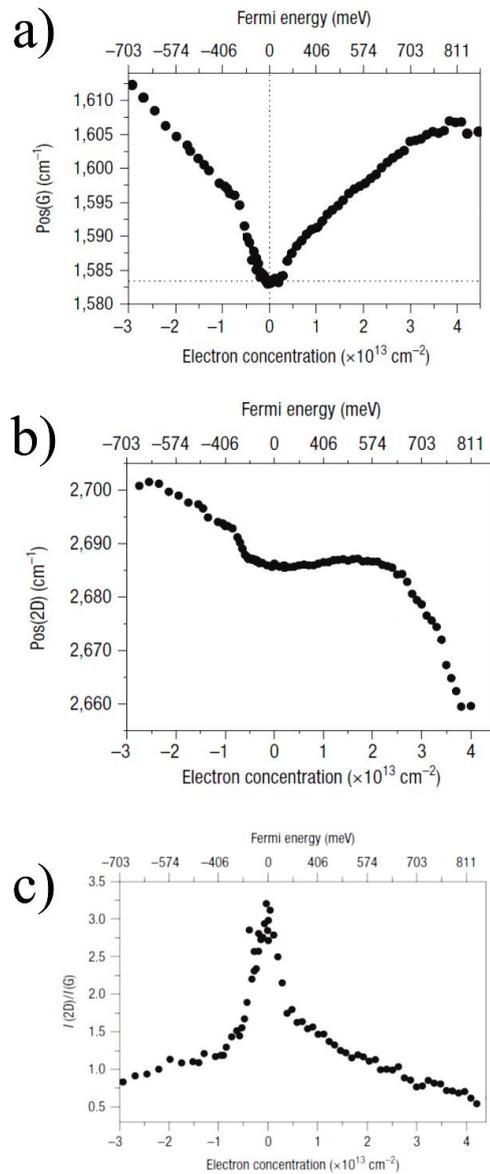 a)
Fermi energy (meV)
−703 −574 −406 0 406 574 703 811
1,610
1,605
1,600
1,595
1,590
1,585
1,580
Pos(G) (cm⁻¹)
−3 −2 −1 0 1 2 3 4
Electron concentration (×10¹³ cm⁻²)
b)
Fermi energy (meV)
−703 −574 −406 0 406 574 703 811
2,700
2,690
2,680
2,670
2,660
Pos(2D) (cm⁻¹)
−3 −2 −1 0 1 2 3 4
Electron concentration (×10¹³ cm⁻²)
c)
Fermi energy (meV)
−703 −574 −406 0 406 574 703 811
3.5
3.0
2.5
2.0
1.5
1.0
0.5
I (2D)/I(G)
−3 −2 −1 0 1 2 3 4
Electron concentration (×10¹³ cm⁻²)